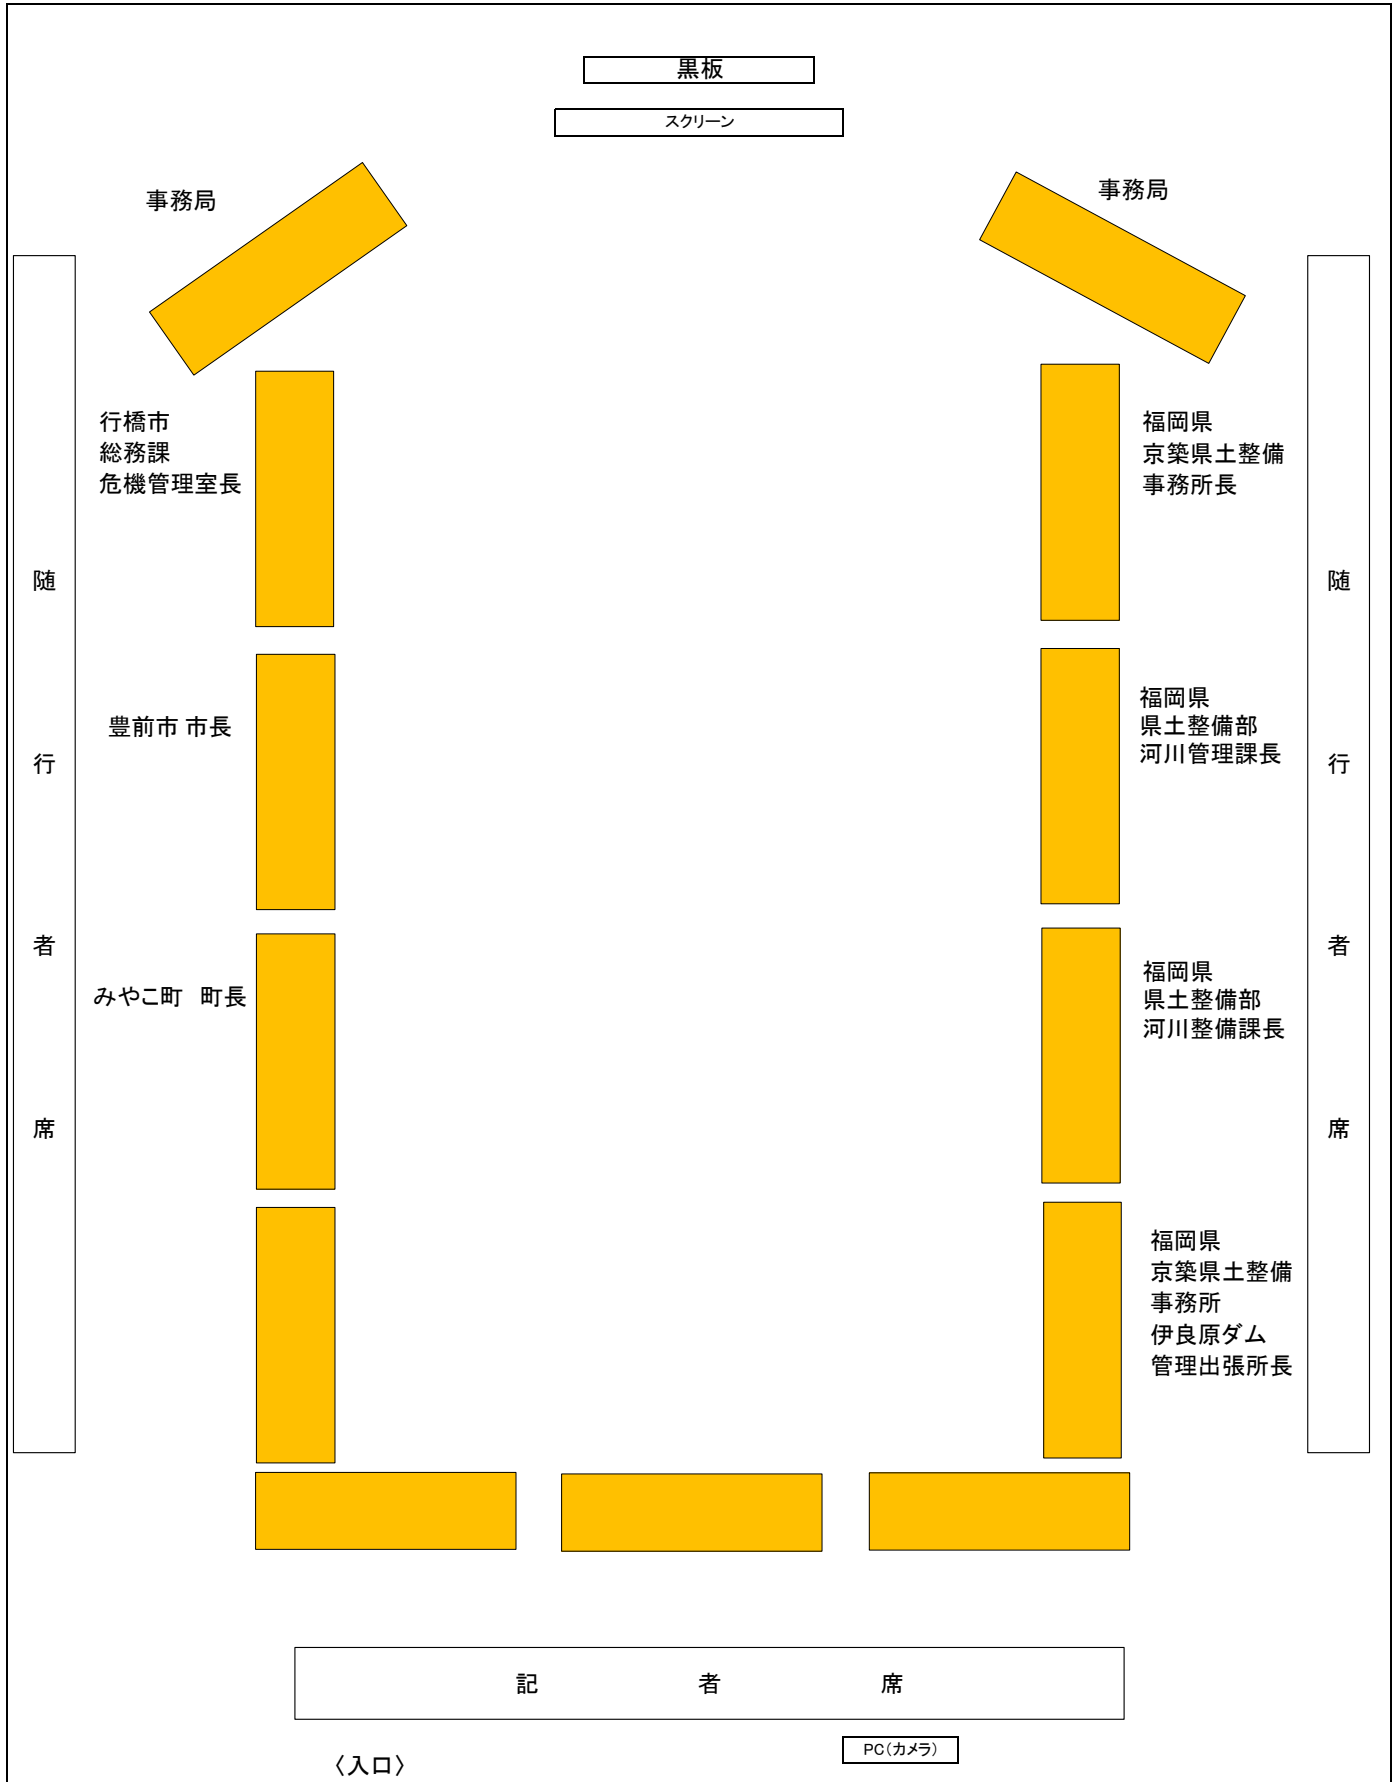 黒板
スクリーン
事務局
事務局
行橋市
総務課
危機管理室長
福岡県
京築県土整備
事務所長
豊前市 市長
福岡県
県土整備部
河川管理課長
みやこ町　町長
福岡県
県土整備部
河川整備課長
福岡県
京築県土整備
事務所
伊良原ダム
管理出張所長
随行者席
随行者席
記者席
PC(カメラ)
〈入口〉